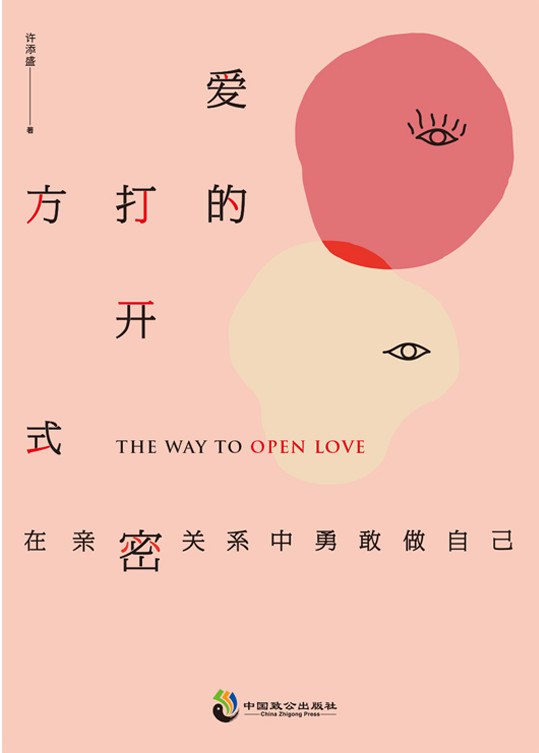 许添盛 著
爱的
打开
方式
THE WAY TO OPEN LOVE
在亲密关系中勇敢做自己
中国致公出版社
China Zhigong Press